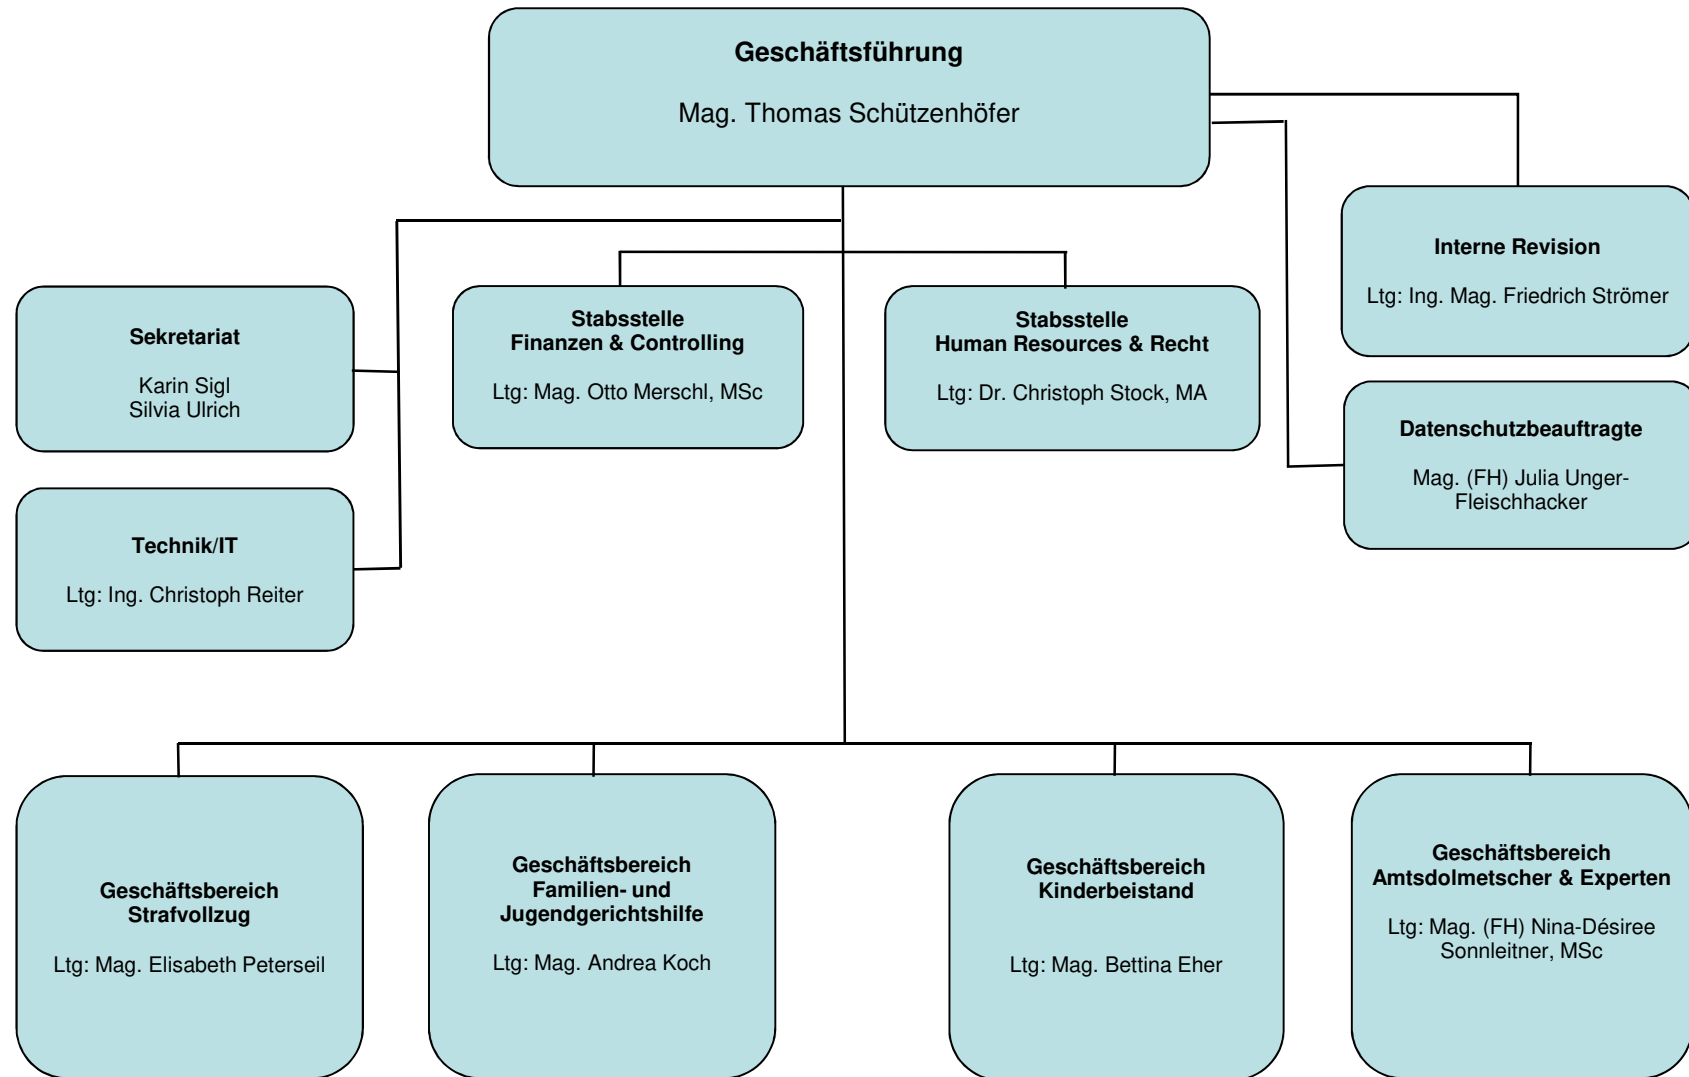 Geschäftsführung
Mag. Thomas Schützenhöfer
Interne Revision
Ltg: Ing. Mag. Friedrich Strömer
Sekretariat
Karin Sigl
Silvia Ulrich
Stabsstelle
Finanzen & Controlling
Ltg: Mag. Otto Merschl, MSc
Stabsstelle
Human Resources & Recht
Ltg: Dr. Christoph Stock, MA
Datenschutzbeauftragte
Mag. (FH) Julia Unger-
Fleischhacker
Technik/IT
Ltg: Ing. Christoph Reiter
Geschäftsbereich
Strafvollzug
Ltg: Mag. Elisabeth Peterseil
Geschäftsbereich
Familien- und
Jugendgerichtshilfe
Ltg: Mag. Andrea Koch
Geschäftsbereich
Kinderbeistand
Ltg: Mag. Bettina Eher
Geschäftsbereich
Amtsdolmetscher & Experten
Ltg: Mag. (FH) Nina-Désiree
Sonnleitner, MSc